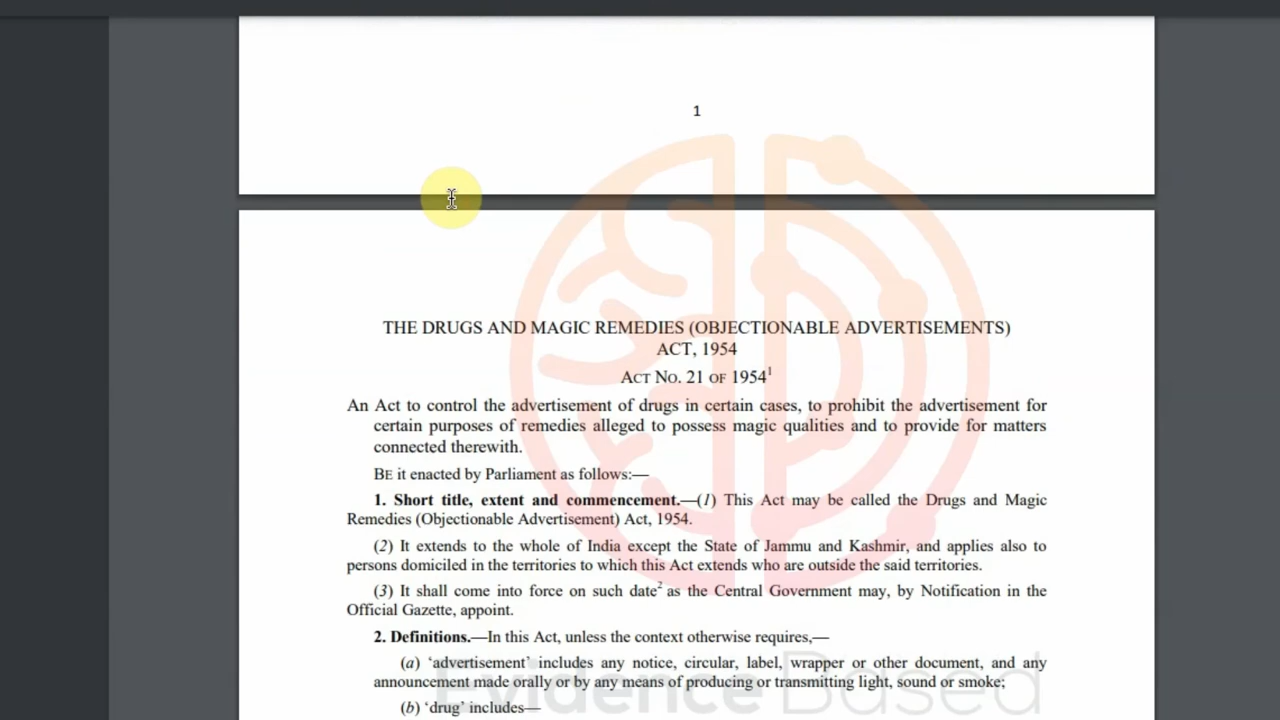 1
THE DRUGS AND MAGIC REMEDIES (OBJECTIONABLE ADVERTISEMENTS)
ACT, 1954
ACT NO. 21 OF 1954¹
An Act to control the advertisement of drugs in certain cases, to prohibit the advertisement for
certain purposes of remedies alleged to possess magic qualities and to provide for matters
connected therewith.
BE it enacted by Parliament as follows:—
1. Short title, extent and commencement.—(1) This Act may be called the Drugs and Magic
Remedies (Objectionable Advertisement) Act, 1954.
(2) It extends to the whole of India except the State of Jammu and Kashmir, and applies also to
persons domiciled in the territories to which this Act extends who are outside the said territories.
(3) It shall come into force on such date² as the Central Government may, by Notification in the
Official Gazette, appoint.
2. Definitions.—In this Act, unless the context otherwise requires,—
(a) ‘advertisement’ includes any notice, circular, label, wrapper or other document, and any
announcement made orally or by any means of producing or transmitting light, sound or smoke;
Evidence Based
(b) ‘drug’ includes—